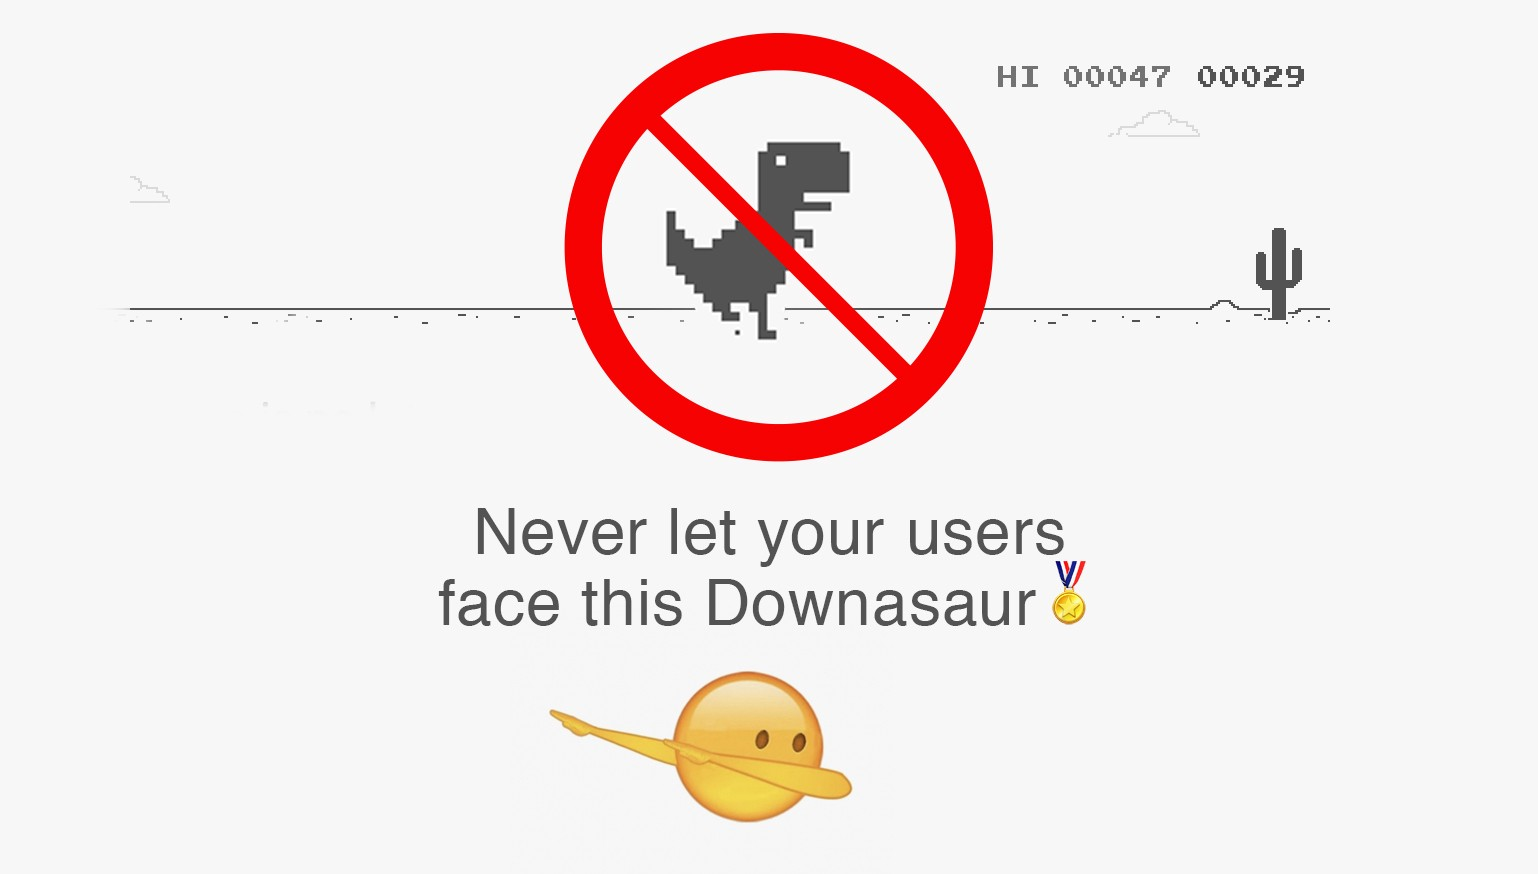 HI 00047 00029
Never let your users
face this Downasaur